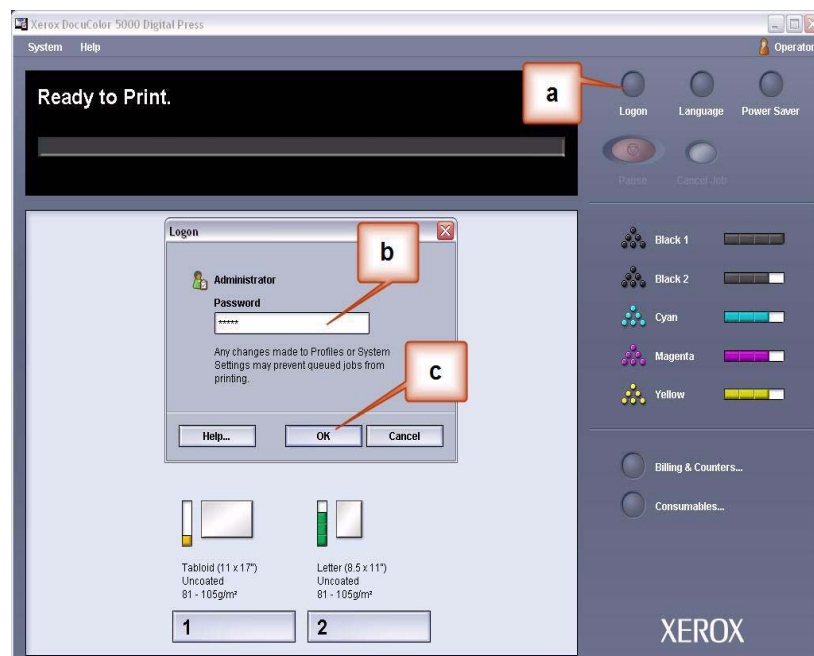 Xerox DocuColor 5000 Digital Press
System Help
Operator
Ready to Print.
a
Logon Language Power Saver
Pause Cancel Job
Logon
b
Administrator
Password
*****
Any changes made to Profiles or System
Settings may prevent queued jobs from
printing.
c
Help... OK Cancel
Black 1
Black 2
Cyan
Magenta
Yellow
Billing & Counters...
Consumables...
Tabloid (11 x 17")
Uncoated
81 - 105g/m²
1
Letter (8.5 x 11")
Uncoated
81 - 105g/m²
2
XEROX